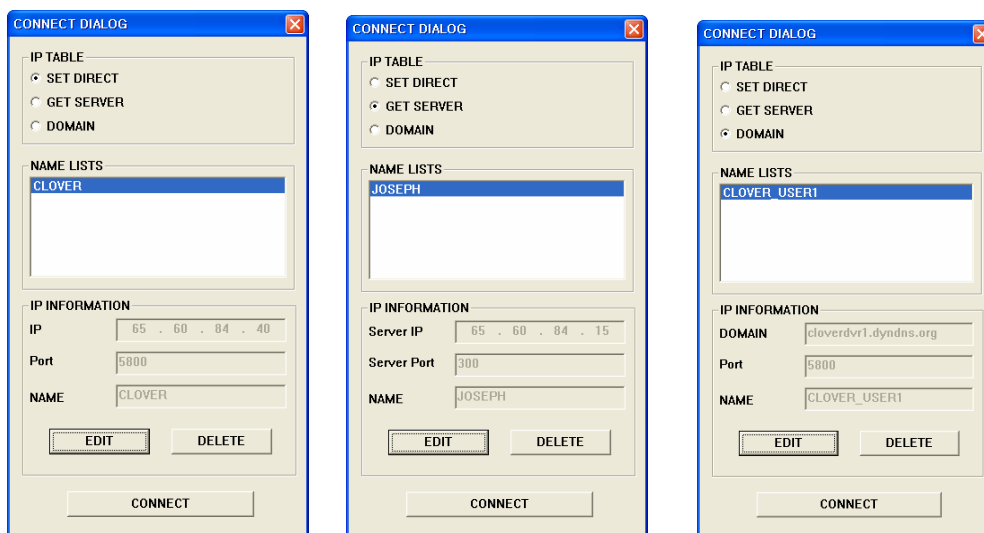 CONNECT DIALOG
IP TABLE
SET DIRECT
GET SERVER
DOMAIN
NAME LISTS
CLOVER
IP INFORMATION
IP 65 . 60 . 84 . 40
Port 5800
NAME CLOVER
EDIT DELETE
CONNECT
CONNECT DIALOG
IP TABLE
SET DIRECT
GET SERVER
DOMAIN
NAME LISTS
JOSEPH
IP INFORMATION
Server IP 65 . 60 . 84 . 15
Server Port 300
NAME JOSEPH
EDIT DELETE
CONNECT
CONNECT DIALOG
IP TABLE
SET DIRECT
GET SERVER
DOMAIN
NAME LISTS
CLOVER_USER1
IP INFORMATION
DOMAIN cloverdvr1.dyndns.org
Port 5800
NAME CLOVER_USER1
EDIT DELETE
CONNECT